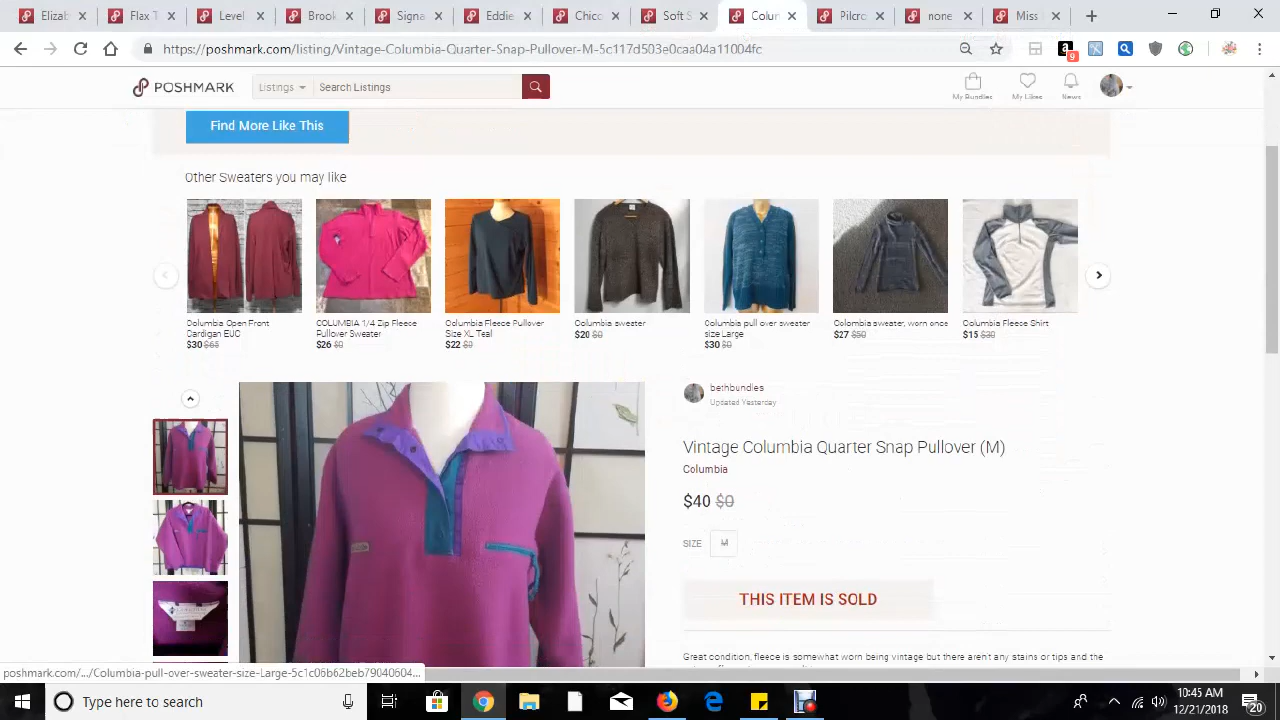 Elizab
Flax T
Level
Brook
Signa
Eddie
Chicc
Soft S
Colum
Pilcro
none
Miss
https://poshmark.com/listing/Vintage-Columbia-Quarter-Snap-Pullover-M-5c117d503e0caa04a11004fc
9
POSHMARK
Listings
Search Listings
My Bundles
My Likes
News
Find More Like This
Other Sweaters you may like
Columbia Open Front
Cardigan EUC
$30 $65
COLUMBIA 1/4 Zip Fleece
Pullover Sweater
$26 $0
Columbia Fleece Pullover
Size XL Teal
$22 $0
Columbia sweater
$20 $0
Columbia pull over sweater
size Large
$30 $0
Colombia sweater, worn once
$27 $50
Columbia Fleece Shirt
$15 $30
bethbundles
Updated Yesterday
Vintage Columbia Quarter Snap Pullover (M)
Columbia
$40 $0
SIZE
M
THIS ITEM IS SOLD
Great condition, fleece is somewhat worn being vintage but there aren't any stains or tips and the
poshmark.com/.../Columbia-pull-over-sweater-size-Large-5c1c06b62beb79040604...
Type here to search
10:45 AM
12/21/2018
20